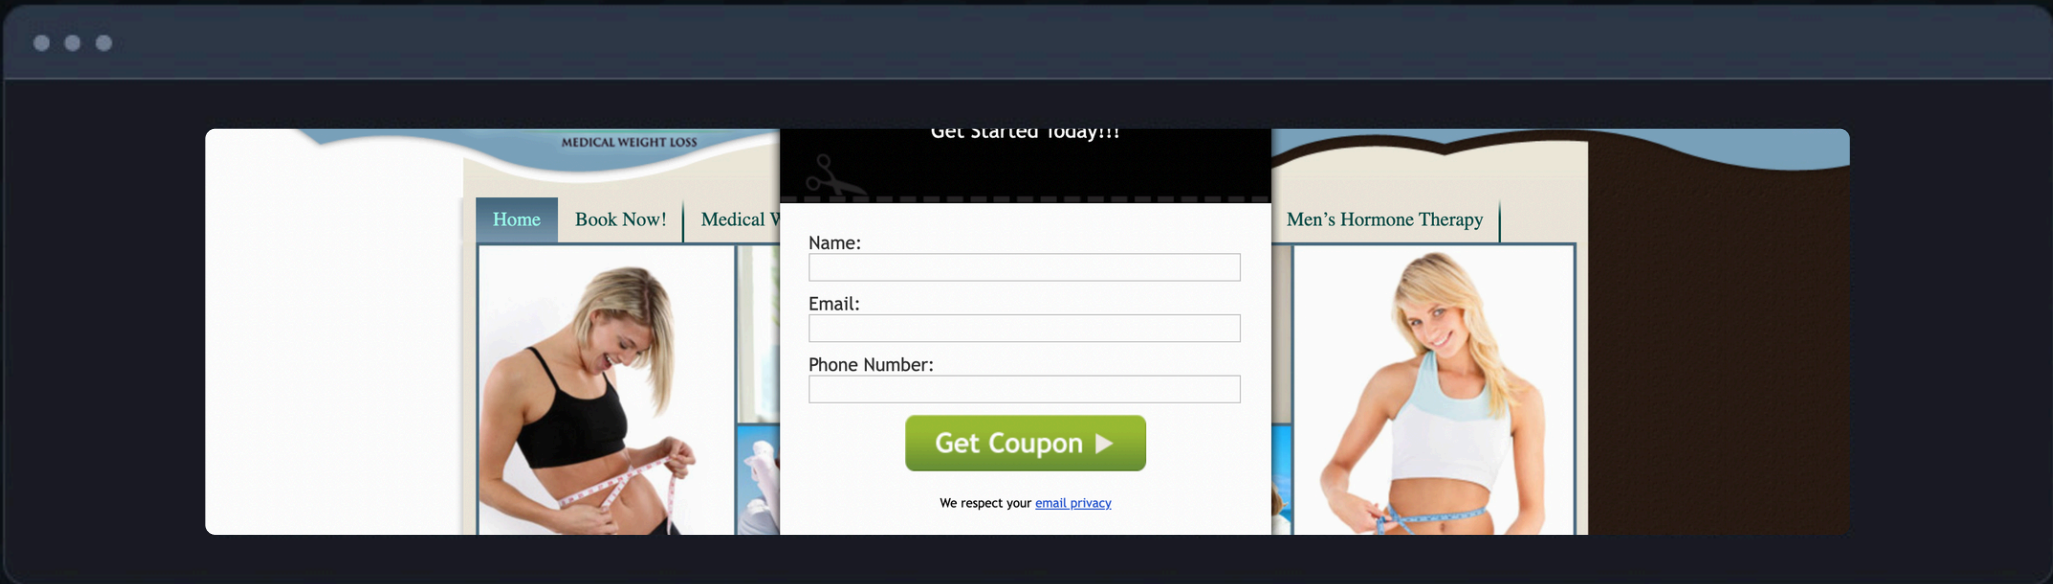 Get Started Today!!!
MEDICAL WEIGHT LOSS
Home
Book Now!
Medical W
Men's Hormone Therapy
Name:
Email:
Phone Number:
Get Coupon
We respect your email privacy